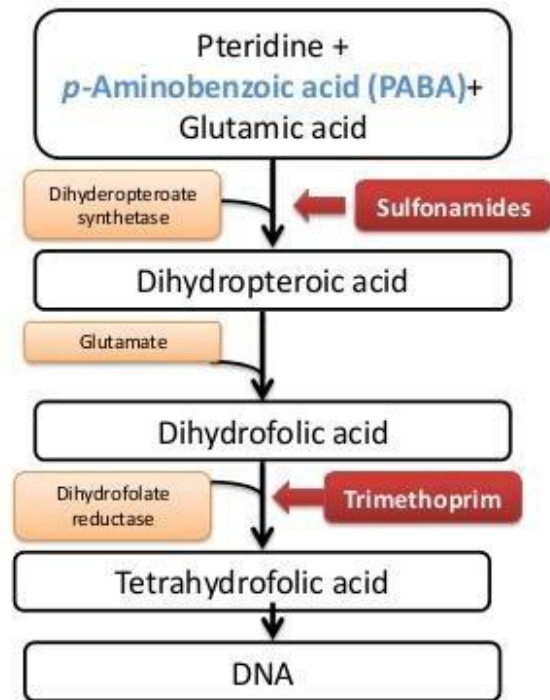 Pteridine +
p-Aminobenzoic acid (PABA)+
Glutamic acid
Dihyderopteroate
synthetase
Sulfonamides
Dihydropteroic acid
Glutamate
Dihydrofolic acid
Dihydrofolate
reductase
Trimethoprim
Tetrahydrofolic acid
DNA